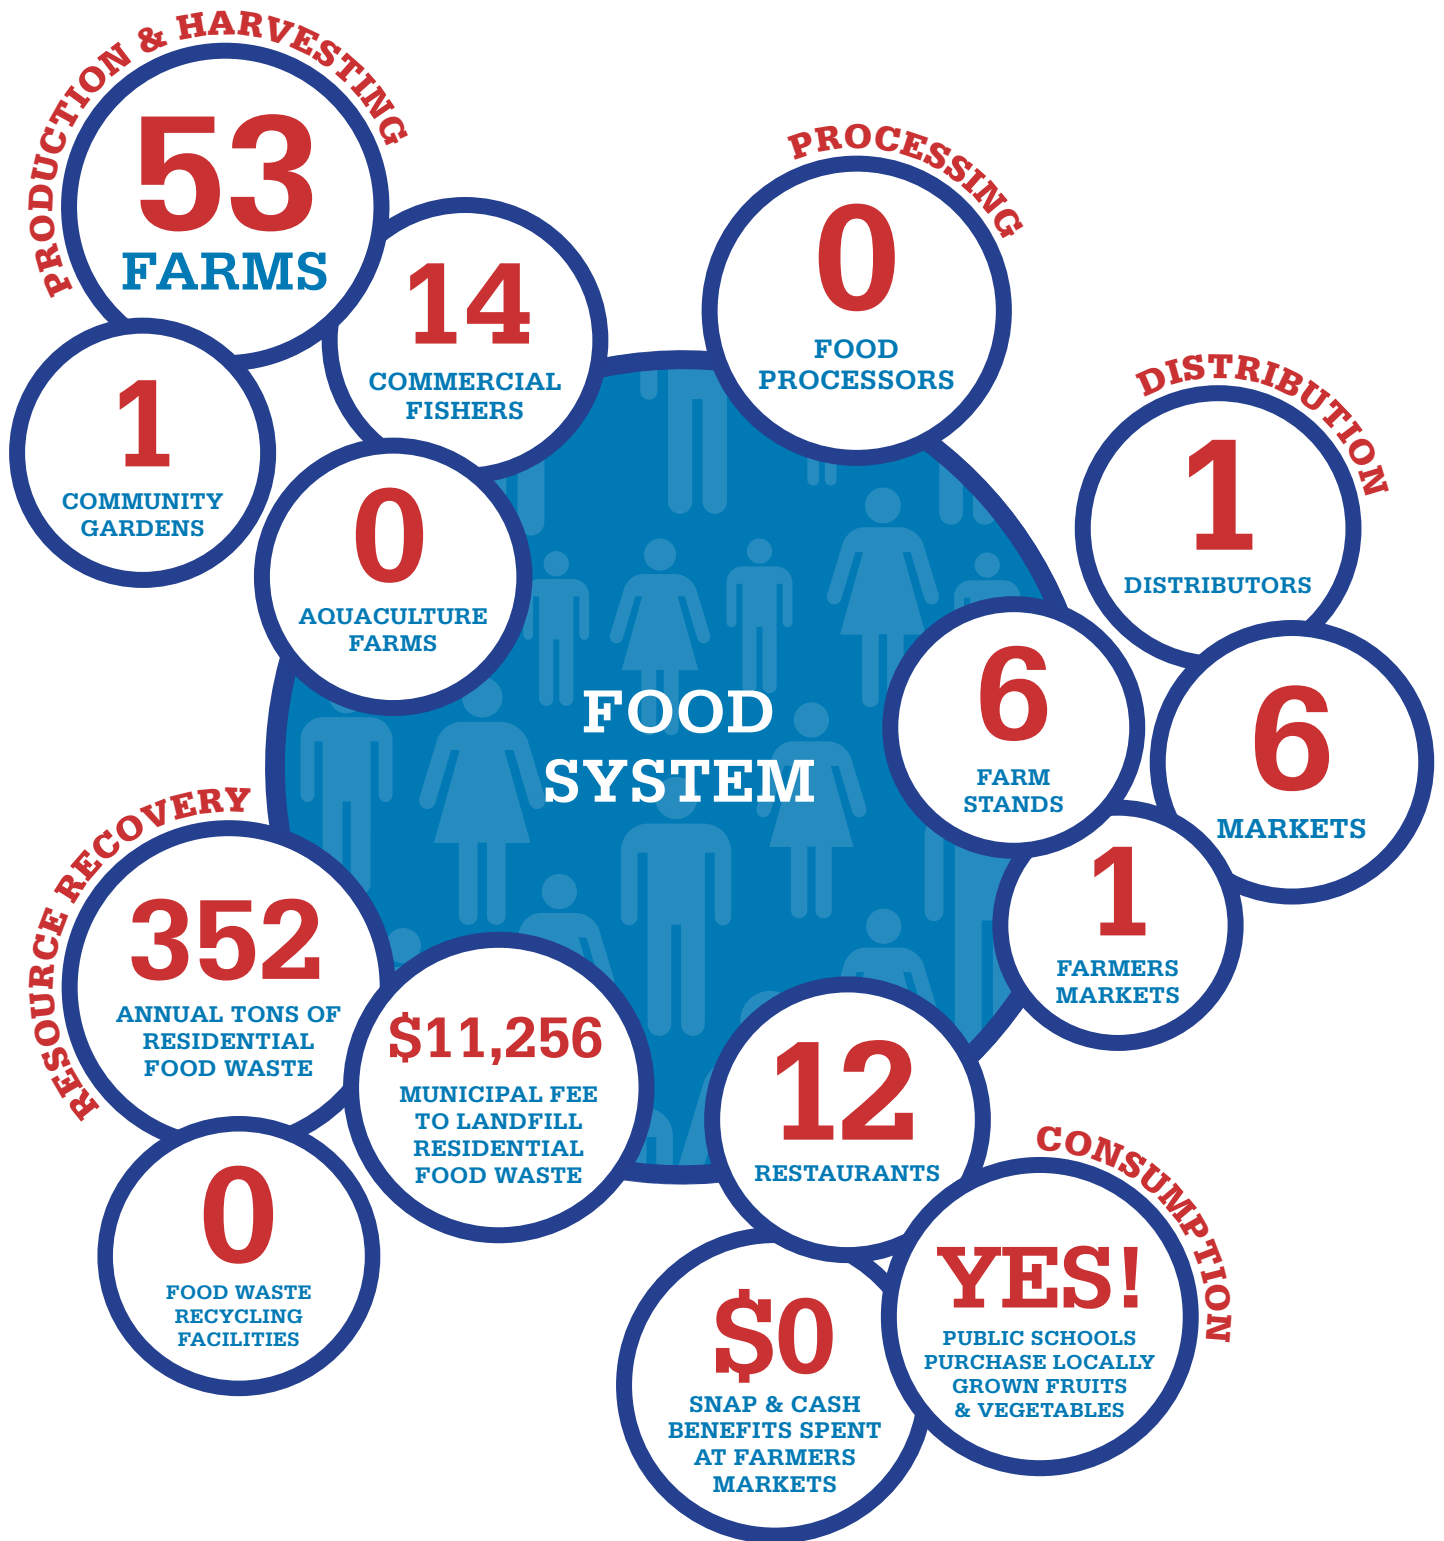 PRODUCTION & HARVESTING
53
FARMS
14
COMMERCIAL
FISHERS
1
COMMUNITY
GARDENS
0
AQUACULTURE
FARMS
PROCESSING
0
FOOD
PROCESSORS
DISTRIBUTION
1
DISTRIBUTORS
6
FARM
STANDS
6
MARKETS
1
FARMERS
MARKETS
FOOD
SYSTEM
RESOURCE RECOVERY
352
ANNUAL TONS OF
RESIDENTIAL
FOOD WASTE
$11,256
MUNICIPAL FEE
TO LANDFILL
RESIDENTIAL
FOOD WASTE
0
FOOD WASTE
RECYCLING
FACILITIES
CONSUMPTION
12
RESTAURANTS
YES!
PUBLIC SCHOOLS
PURCHASE LOCALLY
GROWN FRUITS
& VEGETABLES
$0
SNAP & CASH
BENEFITS SPENT
AT FARMERS
MARKETS